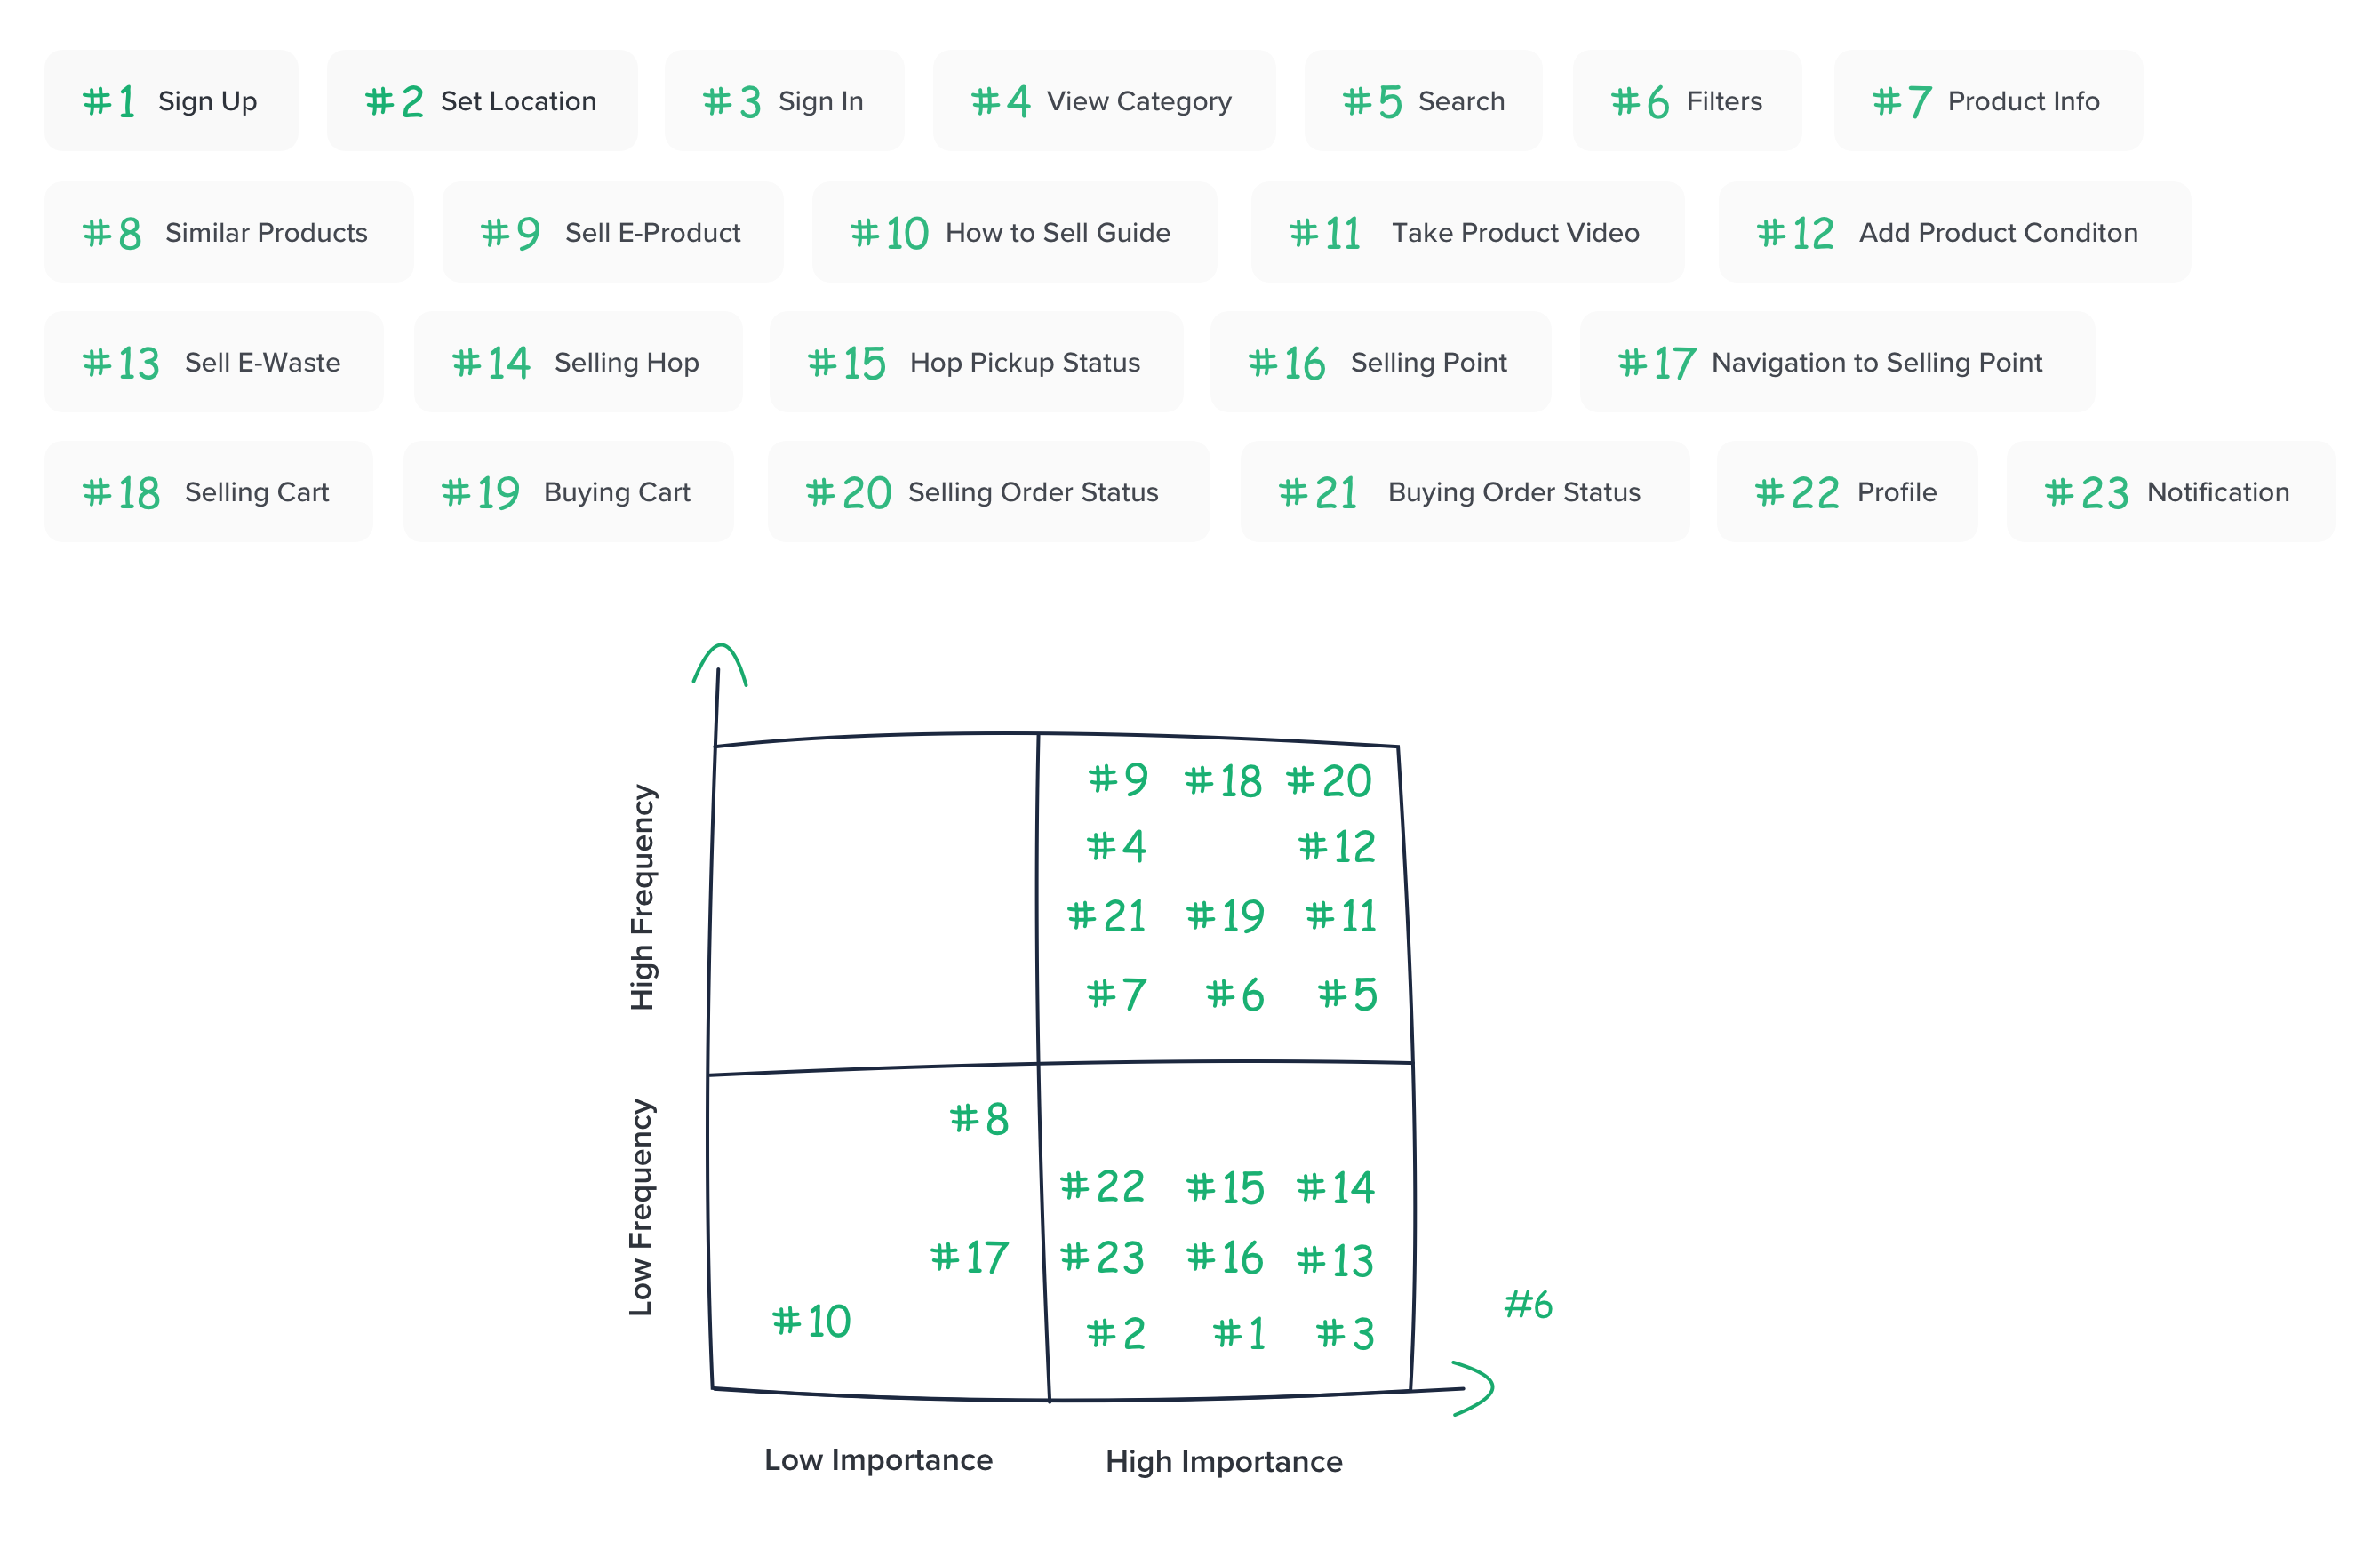 #1 Sign Up #2 Set Location #3 Sign In #4 View Category #5 Search #6 Filters #7 Product Info
#8 Similar Products #9 Sell E-Product #10 How to Sell Guide #11 Take Product Video #12 Add Product Conditon
#13 Sell E-Waste #14 Selling Hop #15 Hop Pickup Status #16 Selling Point #17 Navigation to Selling Point
#18 Selling Cart #19 Buying Cart #20 Selling Order Status #21 Buying Order Status #22 Profile #23 Notification
High Frequency
#9 #18 #20
#4 #12
#21 #19 #11
#7 #6 #5
Low Frequency
#8
#22 #15 #14
#17 #23 #16 #13
#6
#10 #2 #1 #3
Low Importance High Importance